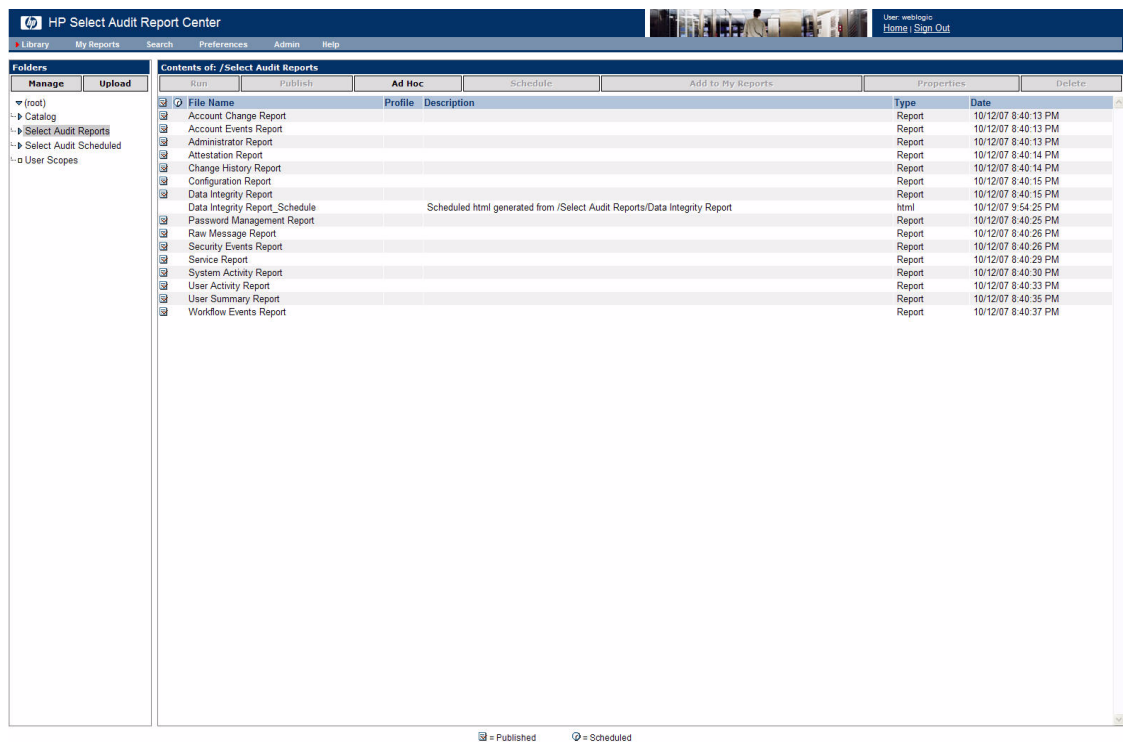 hp HP Select Audit Report Center
User: weblogic
Home | Sign Out
Library My Reports Search Preferences Admin Help
Folders
Manage Upload
(root)
Catalog
Select Audit Reports
Select Audit Scheduled
User Scopes
Contents of: /Select Audit Reports
Run Publish Ad Hoc Schedule Add to My Reports Properties Delete
File Name Profile Description Type Date
Account Change Report Report 10/12/07 8:40:13 PM
Account Events Report Report 10/12/07 8:40:13 PM
Administrator Report Report 10/12/07 8:40:13 PM
Attestation Report Report 10/12/07 8:40:14 PM
Change History Report Report 10/12/07 8:40:14 PM
Configuration Report Report 10/12/07 8:40:15 PM
Data Integrity Report Report 10/12/07 8:40:15 PM
Data Integrity Report_Schedule Scheduled html generated from /Select Audit Reports/Data Integrity Report html 10/12/07 9:54:25 PM
Password Management Report Report 10/12/07 8:40:25 PM
Raw Message Report Report 10/12/07 8:40:26 PM
Security Events Report Report 10/12/07 8:40:26 PM
Service Report Report 10/12/07 8:40:29 PM
System Activity Report Report 10/12/07 8:40:30 PM
User Activity Report Report 10/12/07 8:40:33 PM
User Summary Report Report 10/12/07 8:40:35 PM
Workflow Events Report Report 10/12/07 8:40:37 PM
= Published = Scheduled